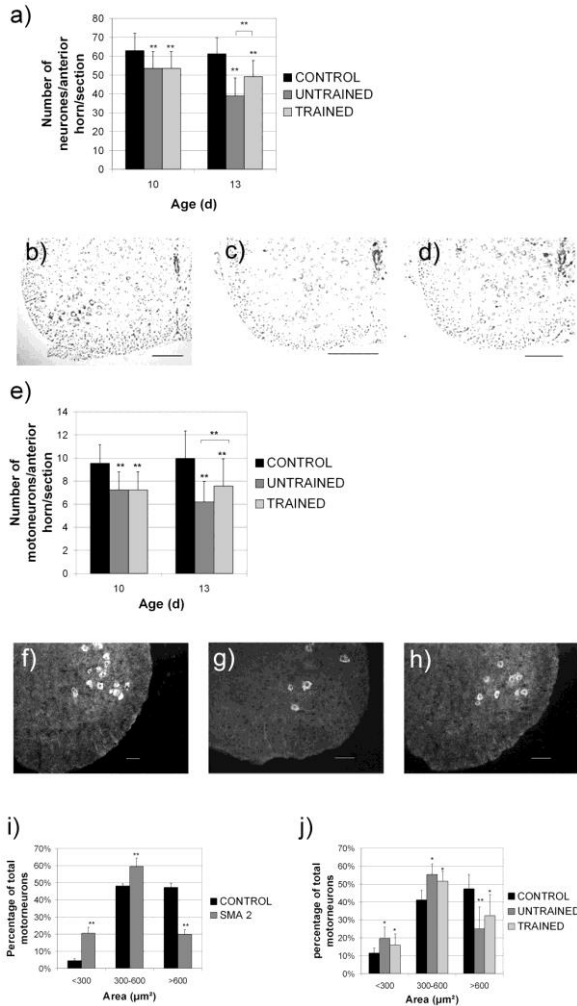 a)
Number of
neurones/anterior
horn/section
80
70
60
50
40
30
20
10
0
** ** ** ** **
10 13
Age (d)
CONTROL
UNTRAINED
TRAINED
b) c) d)
e)
Number of
motoneurons/anterior
horn/section
14
12
10
8
6
4
2
0
** ** ** ** **
10 13
Age (d)
CONTROL
UNTRAINED
TRAINED
f) g) h)
i)
Percentage of total
motorneurons
70%
60%
50%
40%
30%
20%
10%
0%
** ** **
<300 300-600 >600
Area (µm²)
CONTROL
SMA 2
j)
percentage of total
motorneurons
70%
60%
50%
40%
30%
20%
10%
0%
* * * * ** *
<300 300-600 >600
Area (µm²)
CONTROL
UNTRAINED
TRAINED